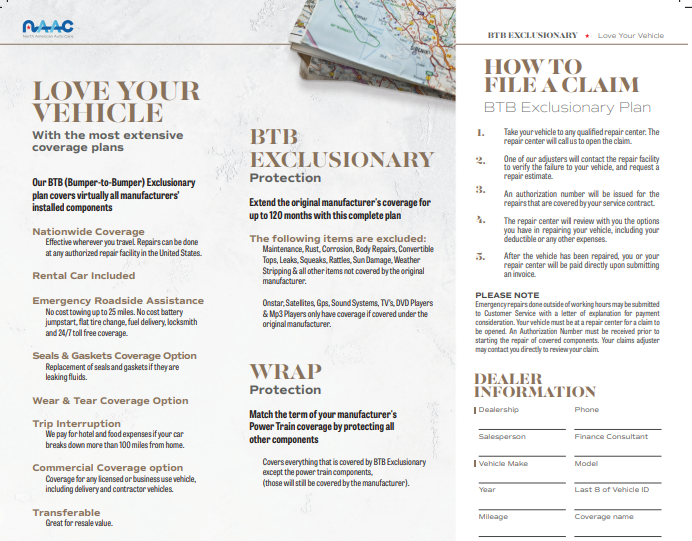 NAAC
North American Auto Care
LOVE YOUR
VEHICLE
With the most extensive
coverage plans
Our BTB (Bumper-to-Bumper) Exclusionary
plan covers virtually all manufacturers'
installed components
Nationwide Coverage
Effective wherever you travel. Repairs can be done
at any authorized repair facility in the United States.
Rental Car Included
Emergency Roadside Assistance
No cost towing up to 25 miles. No cost battery
jumpstart, flat tire change, fuel delivery, locksmith
and 24/7 toll free coverage.
Seals & Gaskets Coverage Option
Replacement of seals and gaskets if they are
leaking fluids.
Wear & Tear Coverage Option
Trip Interruption
We pay for hotel and food expenses if your car
breaks down more than 100 miles from home.
Commercial Coverage option
Coverage for any licensed or business use vehicle,
including delivery and contractor vehicles.
Transferable
Great for resale value.
BTB
EXCLUSIONARY
Protection
Extend the original manufacturer's coverage for
up to 120 months with this complete plan
The following items are excluded:
Maintenance, Rust, Corrosion, Body Repairs, Convertible
Tops, Leaks, Squeaks, Rattles, Sun Damage, Weather
Stripping & all other items not covered by the original
manufacturer.
Onstar, Satellites, Gps, Sound Systems, TV's, DVD Players
& Mp3 Players only have coverage if covered under the
original manufacturer.
WRAP
Protection
Match the term of your manufacturer's
Power Train coverage by protecting all
other components
Covers everything that is covered by BTB Exclusionary
except the power train components,
(those will still be covered by the manufacturer).
BTB EXCLUSIONARY ★ Love Your Vehicle
HOW TO
FILE A CLAIM
BTB Exclusionary Plan
1. Take your vehicle to any qualified repair center. The
repair center will call us to open the claim.
2. One of our adjusters will contact the repair facility
to verify the failure to your vehicle, and request a
repair estimate.
3. An authorization number will be issued for the
repairs that are covered by your service contract.
4. The repair center will review with you the options
you have in repairing your vehicle, including your
deductible or any other expenses.
5. After the vehicle has been repaired, you or your
repair center will be paid directly upon submitting
an invoice.
PLEASE NOTE
Emergency repairs done outside of working hours may be submitted
to Customer Service with a letter of explanation for payment
consideration. Your vehicle must be at a repair center for a claim to
be opened. An Authorization Number must be received prior to
starting the repair of covered components. Your claims adjuster
may contact you directly to review your claim.
DEALER
INFORMATION
Dealership Phone
Salesperson Finance Consultant
Vehicle Make Model
Year Last 8 of Vehicle ID
Mileage Coverage name